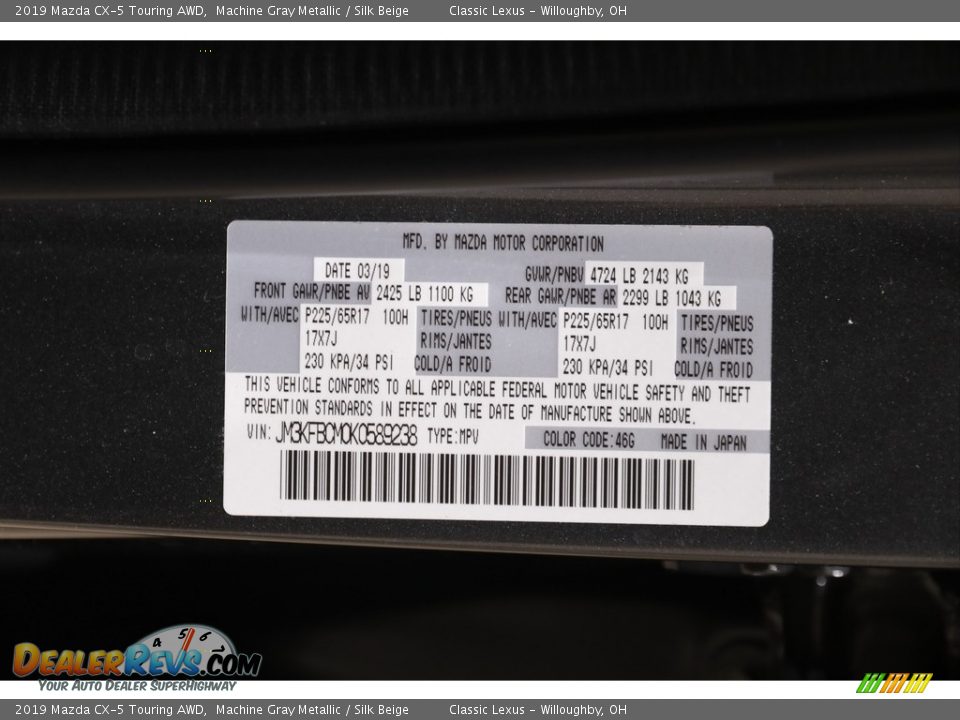 2019 Mazda CX-5 Touring AWD, Machine Gray Metallic / Silk Beige Classic Lexus - Willoughby, OH
MFD. BY MAZDA MOTOR CORPORATION
DATE 03/19 GVWR/PNBV 4724 LB 2143 KG
FRONT GAWR/PNBE AV 2425 LB 1100 KG REAR GAWR/PNBE AR 2299 LB 1043 KG
WITH/AVEC P225/65R17 100H TIRES/PNEUS WITH/AVEC P225/65R17 100H TIRES/PNEUS
17X7J RIMS/JANTES 17X7J RIMS/JANTES
230 KPA/34 PSI COLD/A FROID 230 KPA/34 PSI COLD/A FROID
THIS VEHICLE CONFORMS TO ALL APPLICABLE FEDERAL MOTOR VEHICLE SAFETY AND THEFT
PREVENTION STANDARDS IN EFFECT ON THE DATE OF MANUFACTURE SHOWN ABOVE.
VIN: JM3KFBCM0K0589238 TYPE:MPV COLOR CODE:46G MADE IN JAPAN
4 5 6
DEALERREVS.COM
YOUR AUTO DEALER SUPERHIGHWAY
2019 Mazda CX-5 Touring AWD, Machine Gray Metallic / Silk Beige Classic Lexus - Willoughby, OH